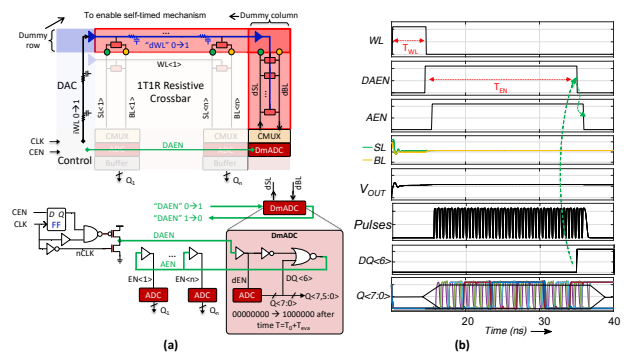 To enable self-timed mechanism
Dummy column
Dummy row
"dWL" 0→1
DAC
iWL 0→1
WL<1>
1T1R Resistive Crossbar
SL<1>
BL<1>
SL<n>
BL<n>
dSL
dBL
...
CLK
CEN
Control
CMUX
CMUX
CMUX
ADC
ADC
DmADC
DAEN
Buffer
Buffer
Q1
Qn
dSL
dBL
"DAEN" 0→1
"DAEN" 1→0
DmADC
CEN
CLK
D Q
FF
nCLK
DAEN
AEN
...
EN<1>
EN<n>
ADC
ADC
Q1
Qn
DmADC
dEN
DQ<6>
ADC
Q<7:0>
Q<7,5:0>
00000000 → 1000000 after
time T=T0+Teva
(a)
WL
TWL
DAEN
TEN
AEN
SL
BL
VOUT
Pulses
DQ<6>
Q<7:0>
20
30
40
Time (ns)
(b)